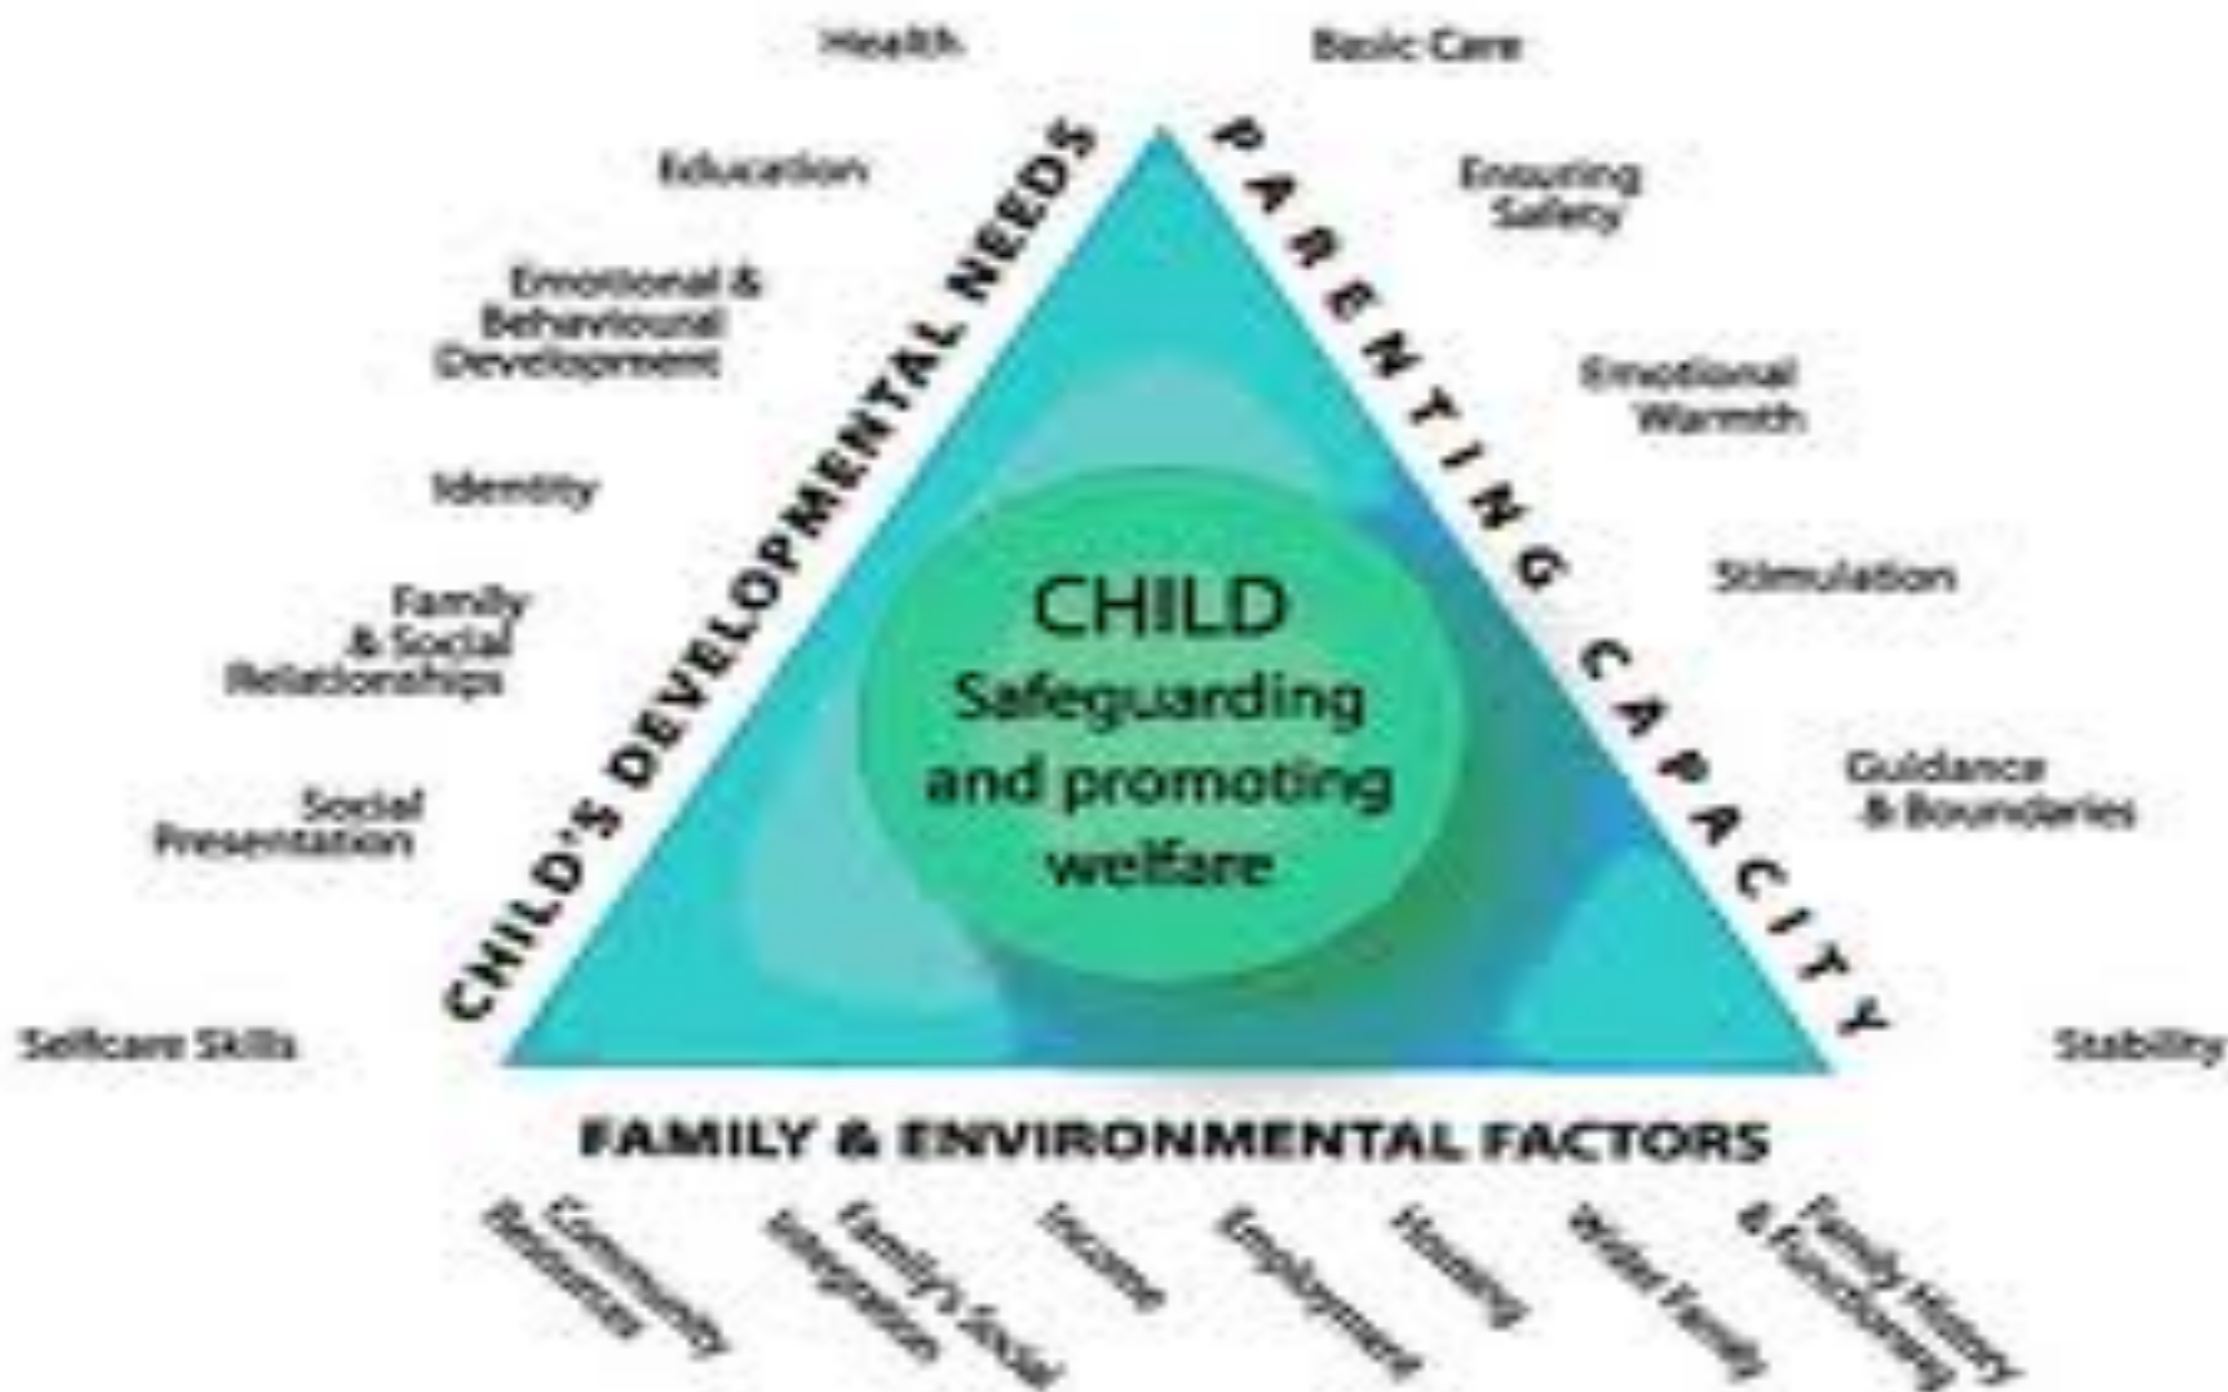 Health
Basic Care
Education
Ensuring
Safety
Emotional &
Behavioural
Development
Emotional
Warmth
Identity
Stimulation
Family
& Social
Relationships
Guidance
& Boundaries
Social
Presentation
Selfcare Skills
Stability
CHILD'S DEVELOPMENTAL NEEDS
PARENTING CAPACITY
CHILD
Safeguarding
and promoting
welfare
FAMILY & ENVIRONMENTAL FACTORS
Community
Resources
Family's Social
Integration
Income
Employment
Housing
Wider Family
Family History
& Functioning